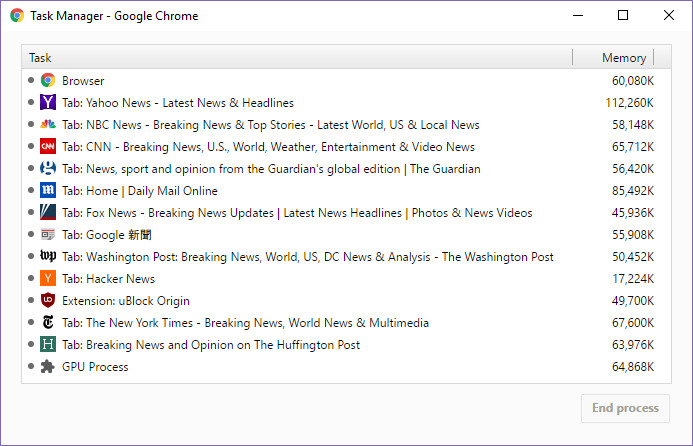 Task Manager - Google Chrome
Task Memory
Browser 60,080K
Tab: Yahoo News - Latest News & Headlines 112,260K
Tab: NBC News - Breaking News & Top Stories - Latest World, US & Local News 58,148K
CNN Tab: CNN - Breaking News, U.S., World, Weather, Entertainment & Video News 65,712K
Tab: News, sport and opinion from the Guardian's global edition | The Guardian 56,420K
Tab: Home | Daily Mail Online 85,492K
Tab: Fox News - Breaking News Updates | Latest News Headlines | Photos & News Videos 45,936K
Tab: Google 新聞 55,908K
wp Tab: Washington Post: Breaking News, World, US, DC News & Analysis - The Washington Post 50,452K
Y Tab: Hacker News 17,224K
Extension: uBlock Origin 49,700K
Tab: The New York Times - Breaking News, World News & Multimedia 67,600K
H Tab: Breaking News and Opinion on The Huffington Post 63,976K
GPU Process 64,868K
End process